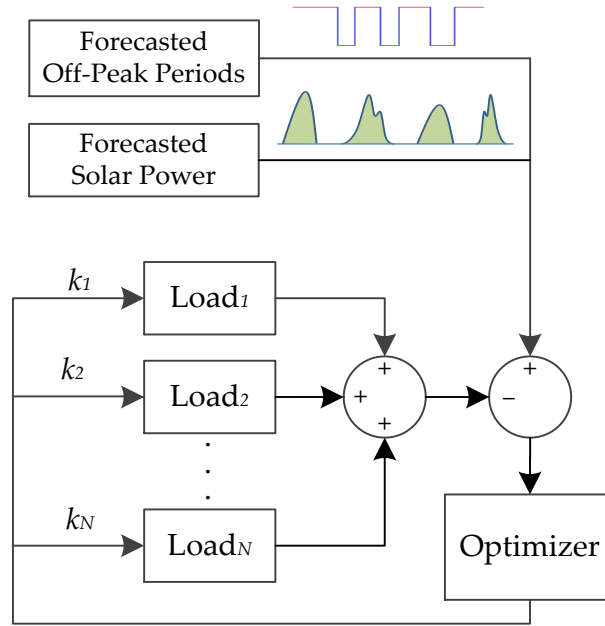 Forecasted
Off-Peak Periods
Forecasted
Solar Power
k1
Load1
k2
Load2
+
+
+
+
−
. . .
kN
LoadN
Optimizer